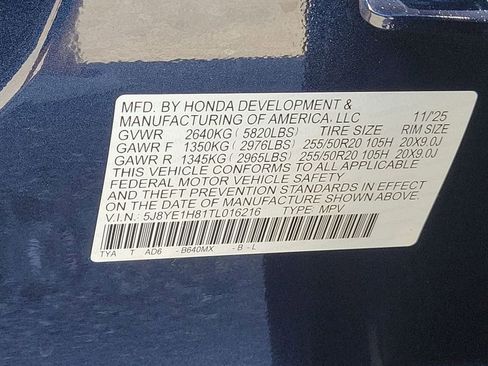 MFD. BY HONDA DEVELOPMENT &
MANUFACTURING OF AMERICA, LLC 11/25
GVWR 2640KG ( 5820LBS) TIRE SIZE RIM SIZE
GAWR F 1350KG ( 2976LBS) 255/50R20 105H 20X9.0J
GAWR R 1345KG ( 2965LBS) 255/50R20 105H 20X9.0J
THIS VEHICLE CONFORMS TO ALL APPLICABLE
FEDERAL MOTOR VEHICLE SAFETY
AND THEFT PREVENTION STANDARDS IN EFFECT
ON THE DATE OF MANUFACTURE SHOWN ABOVE.
V.I.N.: 5J8YE1H81TL016216 TYPE: MPV
TYA T AD6 - B640MX - B - L